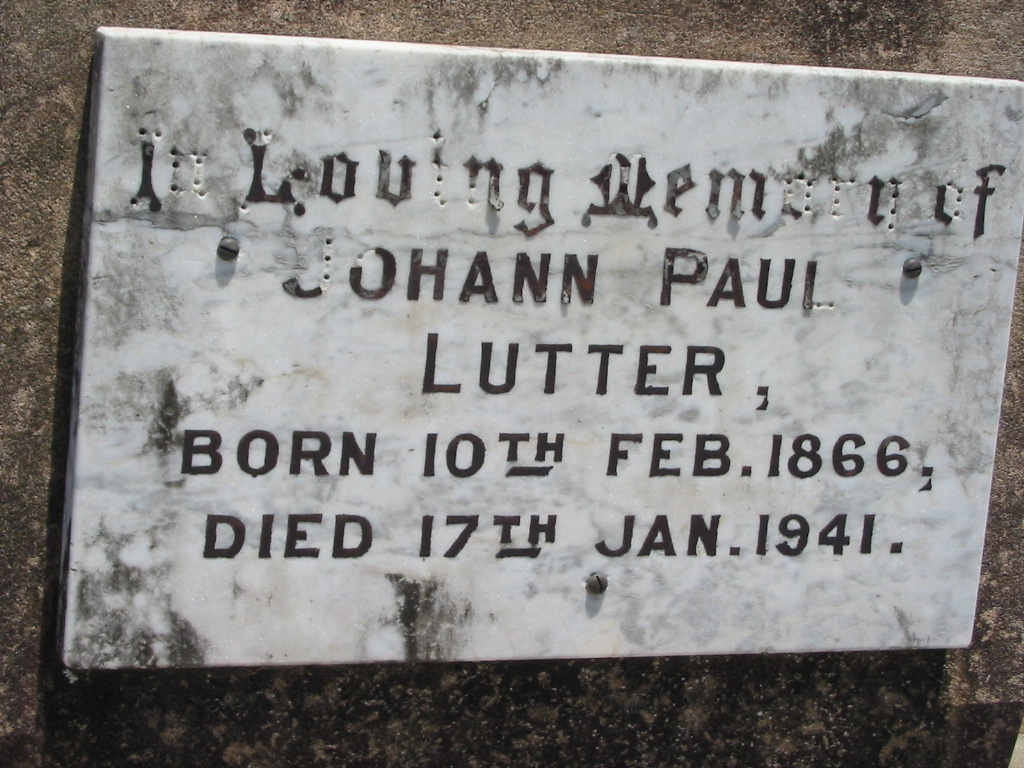 In Loving Memory of
JOHANN PAUL
LUTTER,
BORN 10TH FEB. 1866,
DIED 17TH JAN. 1941.